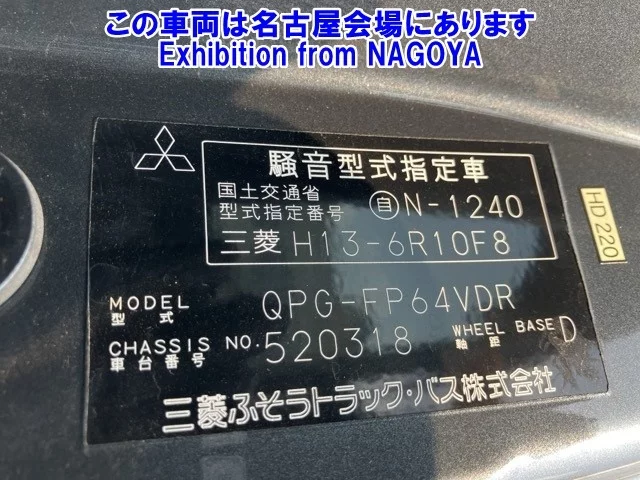 この車両は名古屋会場にあります
Exhibition from NAGOYA
騒音型式指定車
国土交通省
型式指定番号 自N-1240
三菱 H13-6R10F8
HD 220
MODEL
型式 QPG-FP64VDR
CHASSIS NO. 520318 WHEEL BASE D
車台番号 軸距
三菱ふそうトラック・バス株式会社